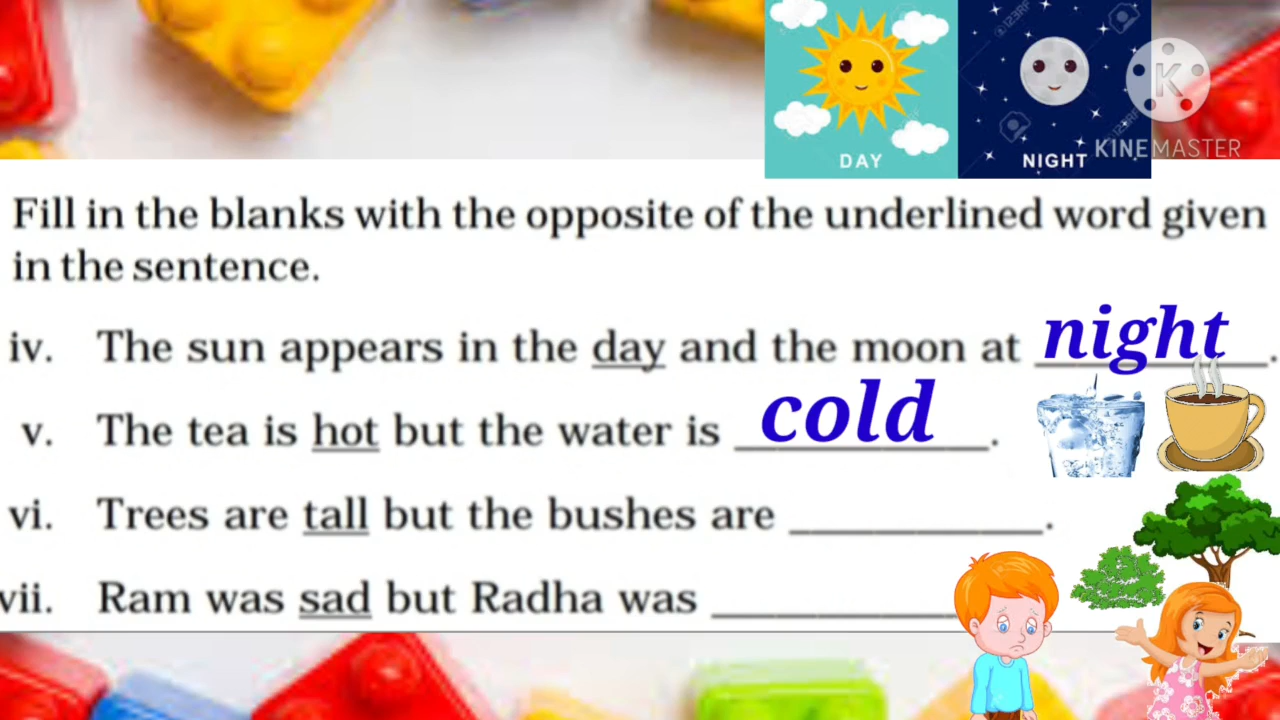 DAY
NIGHT
KINEMASTER
Fill in the blanks with the opposite of the underlined word given
in the sentence.
iv. The sun appears in the day and the moon at night.
v. The tea is hot but the water is cold.
vi. Trees are tall but the bushes are ____________.
vii. Ram was sad but Radha was ____________